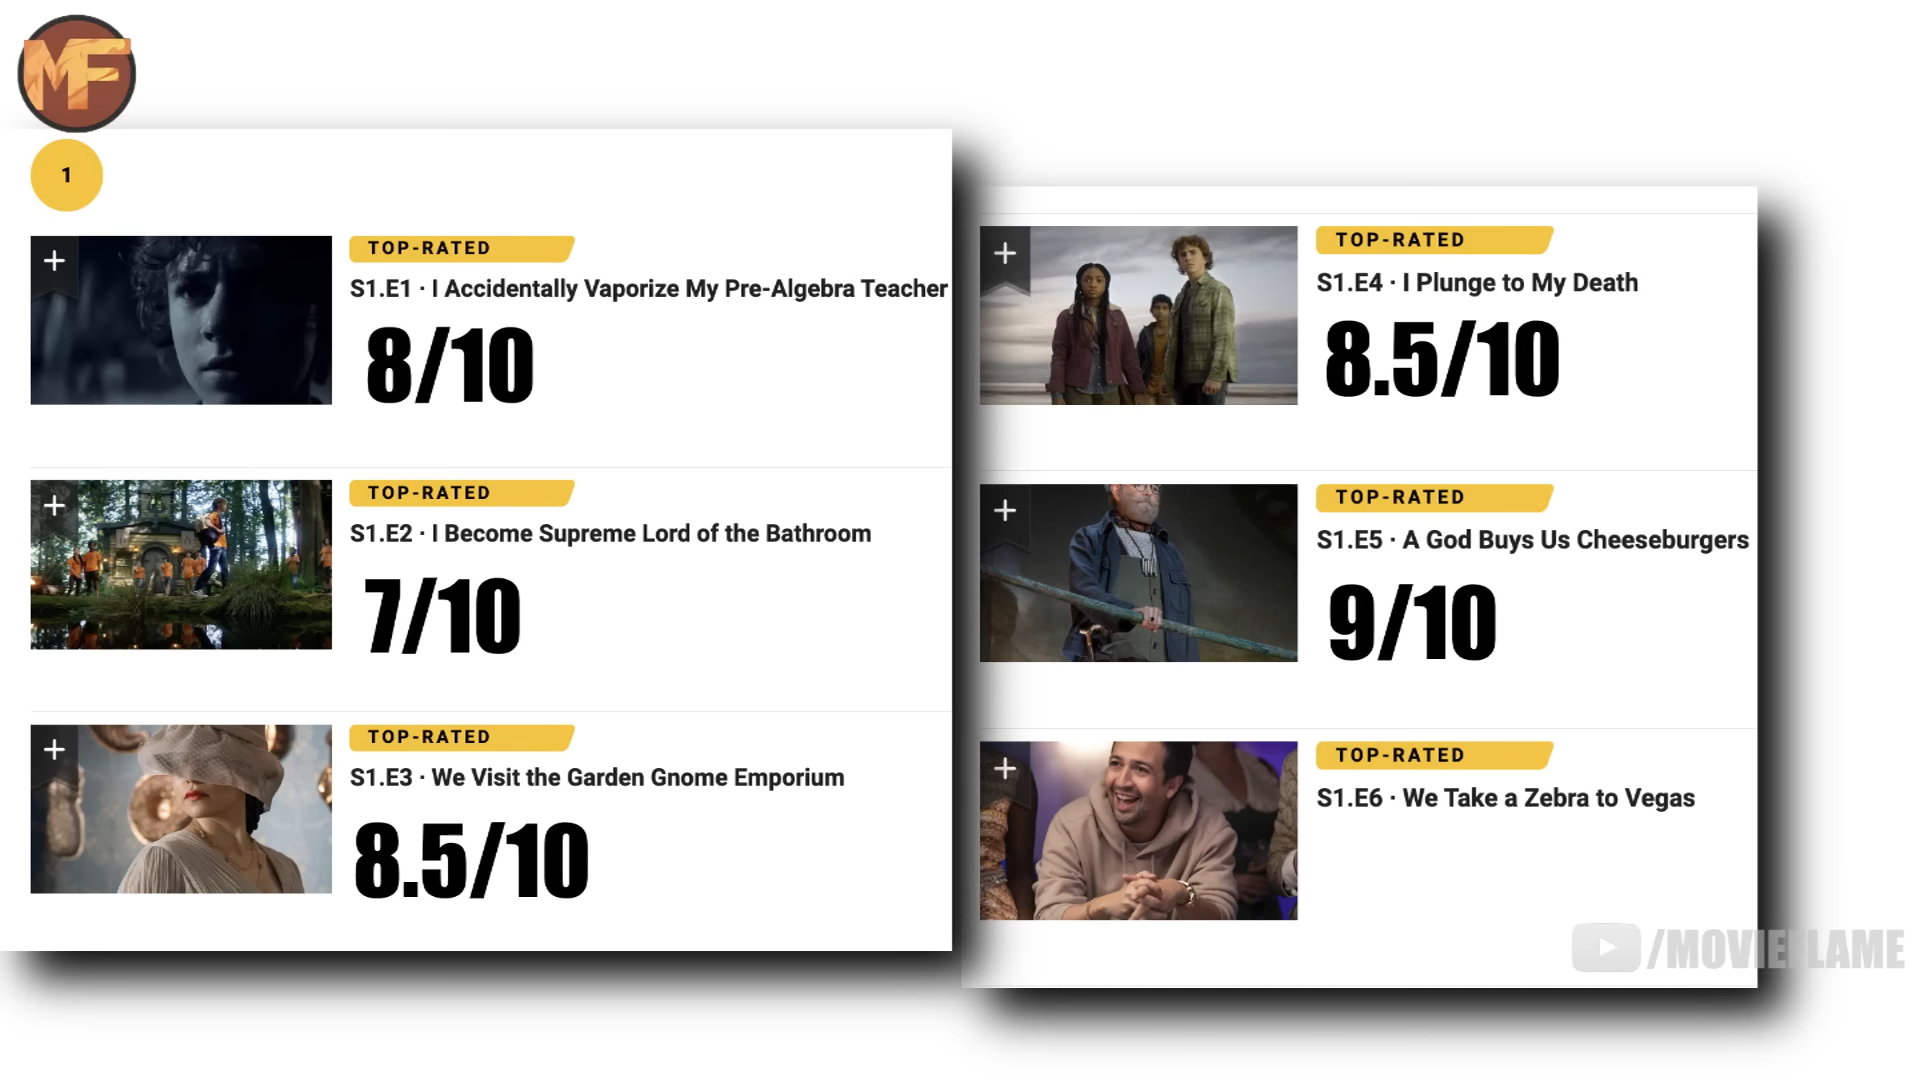 MF
1
TOP-RATED
S1.E1 · I Accidentally Vaporize My Pre-Algebra Teacher
8/10
TOP-RATED
S1.E2 · I Become Supreme Lord of the Bathroom
7/10
TOP-RATED
S1.E3 · We Visit the Garden Gnome Emporium
8.5/10
TOP-RATED
S1.E4 · I Plunge to My Death
8.5/10
TOP-RATED
S1.E5 · A God Buys Us Cheeseburgers
9/10
TOP-RATED
S1.E6 · We Take a Zebra to Vegas
/MOVIEFLAME